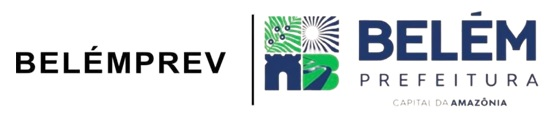 BELÉMPREV
BELÉM
PREFEITURA
CAPITAL DA AMAZÔNIA